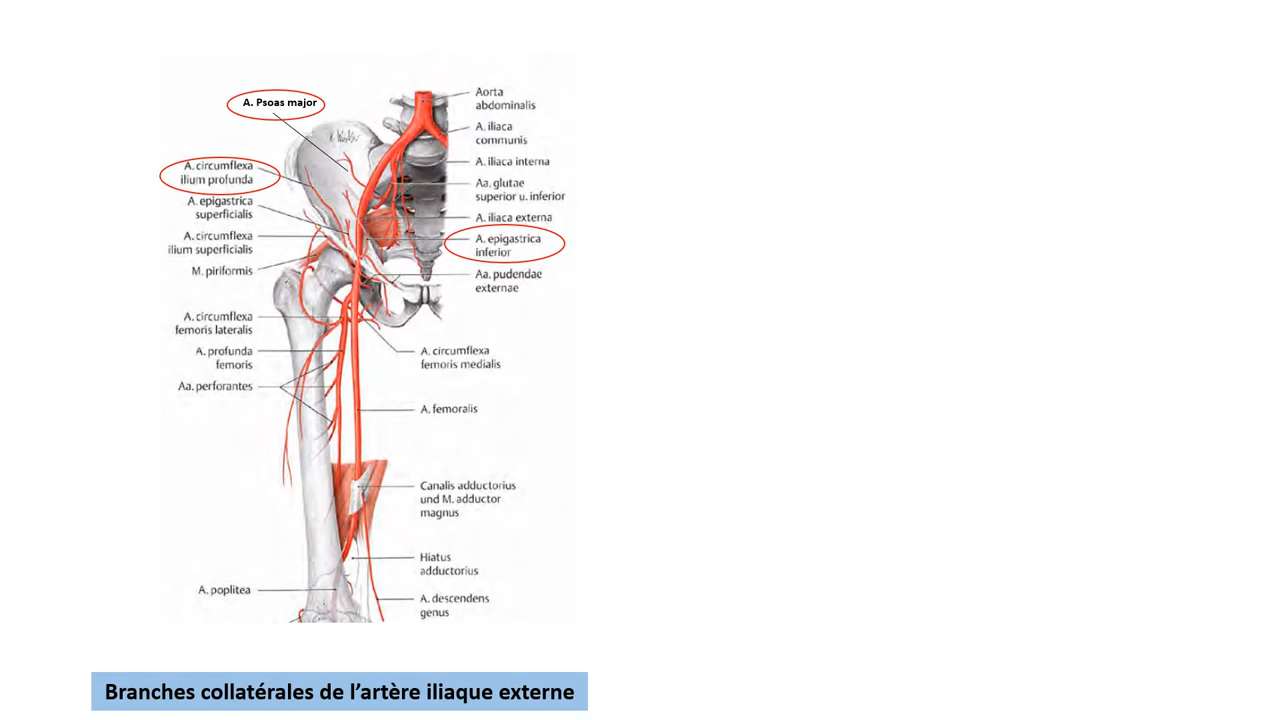 A. Psoas major
A. circumflexa
ilium profunda
A. epigastrica
superficialis
A. circumflexa
ilium superficialis
M. piriformis
A. circumflexa
femoris lateralis
A. profunda
femoris
Aa. perforantes
A. poplitea
Aorta
abdominalis
A. iliaca
communis
A. iliaca interna
Aa. glutae
superior u. inferior
A. iliaca externa
A. epigastrica
inferior
Aa. pudendae
externae
A. circumflexa
femoris medialis
A. femoralis
Canalis adductorius
und M. adductor
magnus
Hiatus
adductorius
A. descendens
genus
Branches collatérales de l’artère iliaque externe